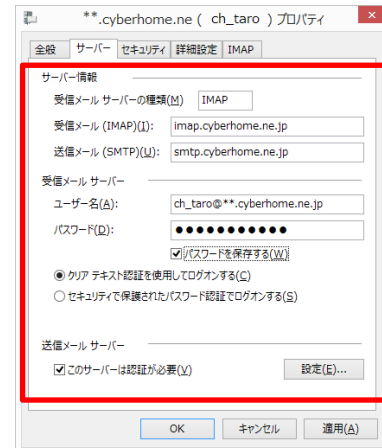 **.cyberhome.ne ( ch_taro ) プロパティ
全般 サーバー セキュリティ 詳細設定 IMAP
サーバー情報
受信メール サーバーの種類(M) IMAP
受信メール (IMAP)(I): imap.cyberhome.ne.jp
送信メール (SMTP)(U): smtp.cyberhome.ne.jp
受信メール サーバー
ユーザー名(A): ch_taro@**.cyberhome.ne.jp
パスワード(D): ●●●●●●●●●●●
パスワードを保存する(W)
クリア テキスト認証を使用してログオンする(C)
セキュリティで保護されたパスワード認証でログオンする(S)
送信メール サーバー
このサーバーは認証が必要(V) 設定(E)...
OK キャンセル 適用(A)